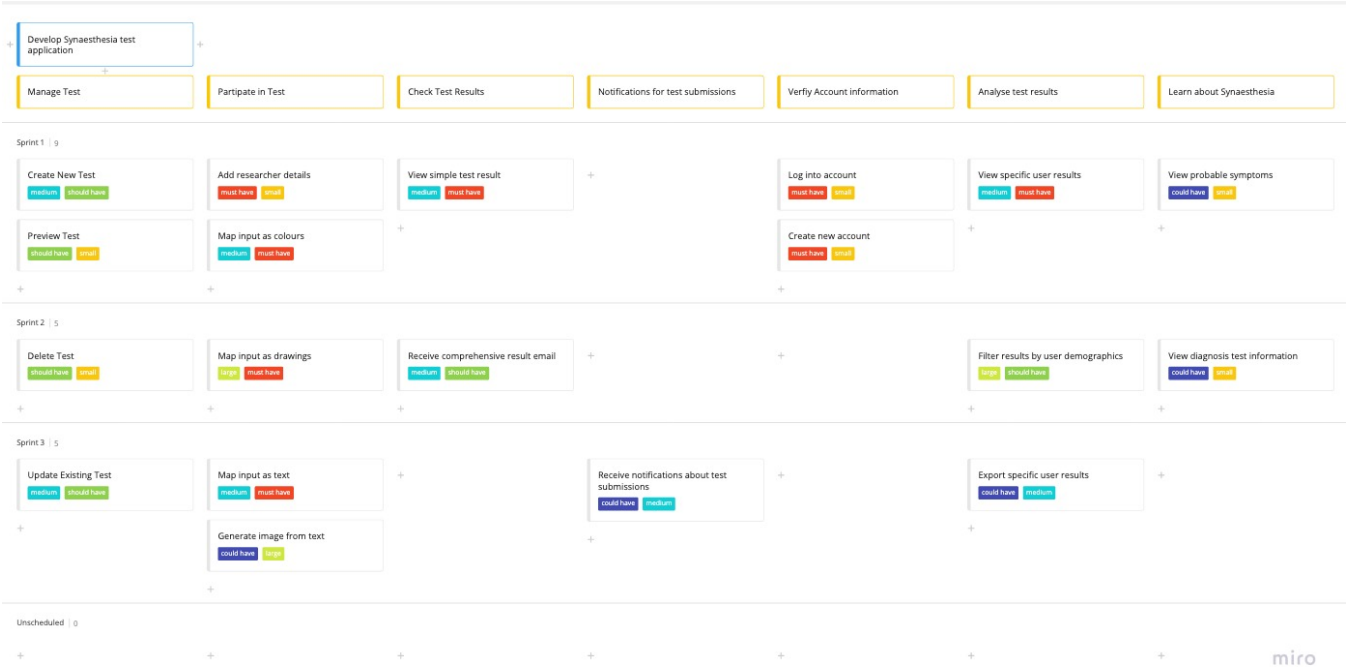 Develop Synaesthesia test
application
Manage Test
Partipate in Test
Check Test Results
Notifications for test submissions
Verfiy Account information
Analyse test results
Learn about Synaesthesia
Sprint 1 | 9
Create New Test
medium should have
Add researcher details
must have small
View simple test result
medium must have
Log into account
must have small
View specific user results
medium must have
View probable symptoms
could have small
Preview Test
should have small
Map input as colours
medium must have
Create new account
must have small
Sprint 2 | 5
Delete Test
should have small
Map input as drawings
large must have
Receive comprehensive result email
medium should have
Filter results by user demographics
large should have
View diagnosis test information
could have small
Sprint 3 | 5
Update Existing Test
medium should have
Map input as text
medium must have
Receive notifications about test
submissions
could have medium
Export specific user results
could have medium
Generate image from text
could have large
Unscheduled | 0
miro